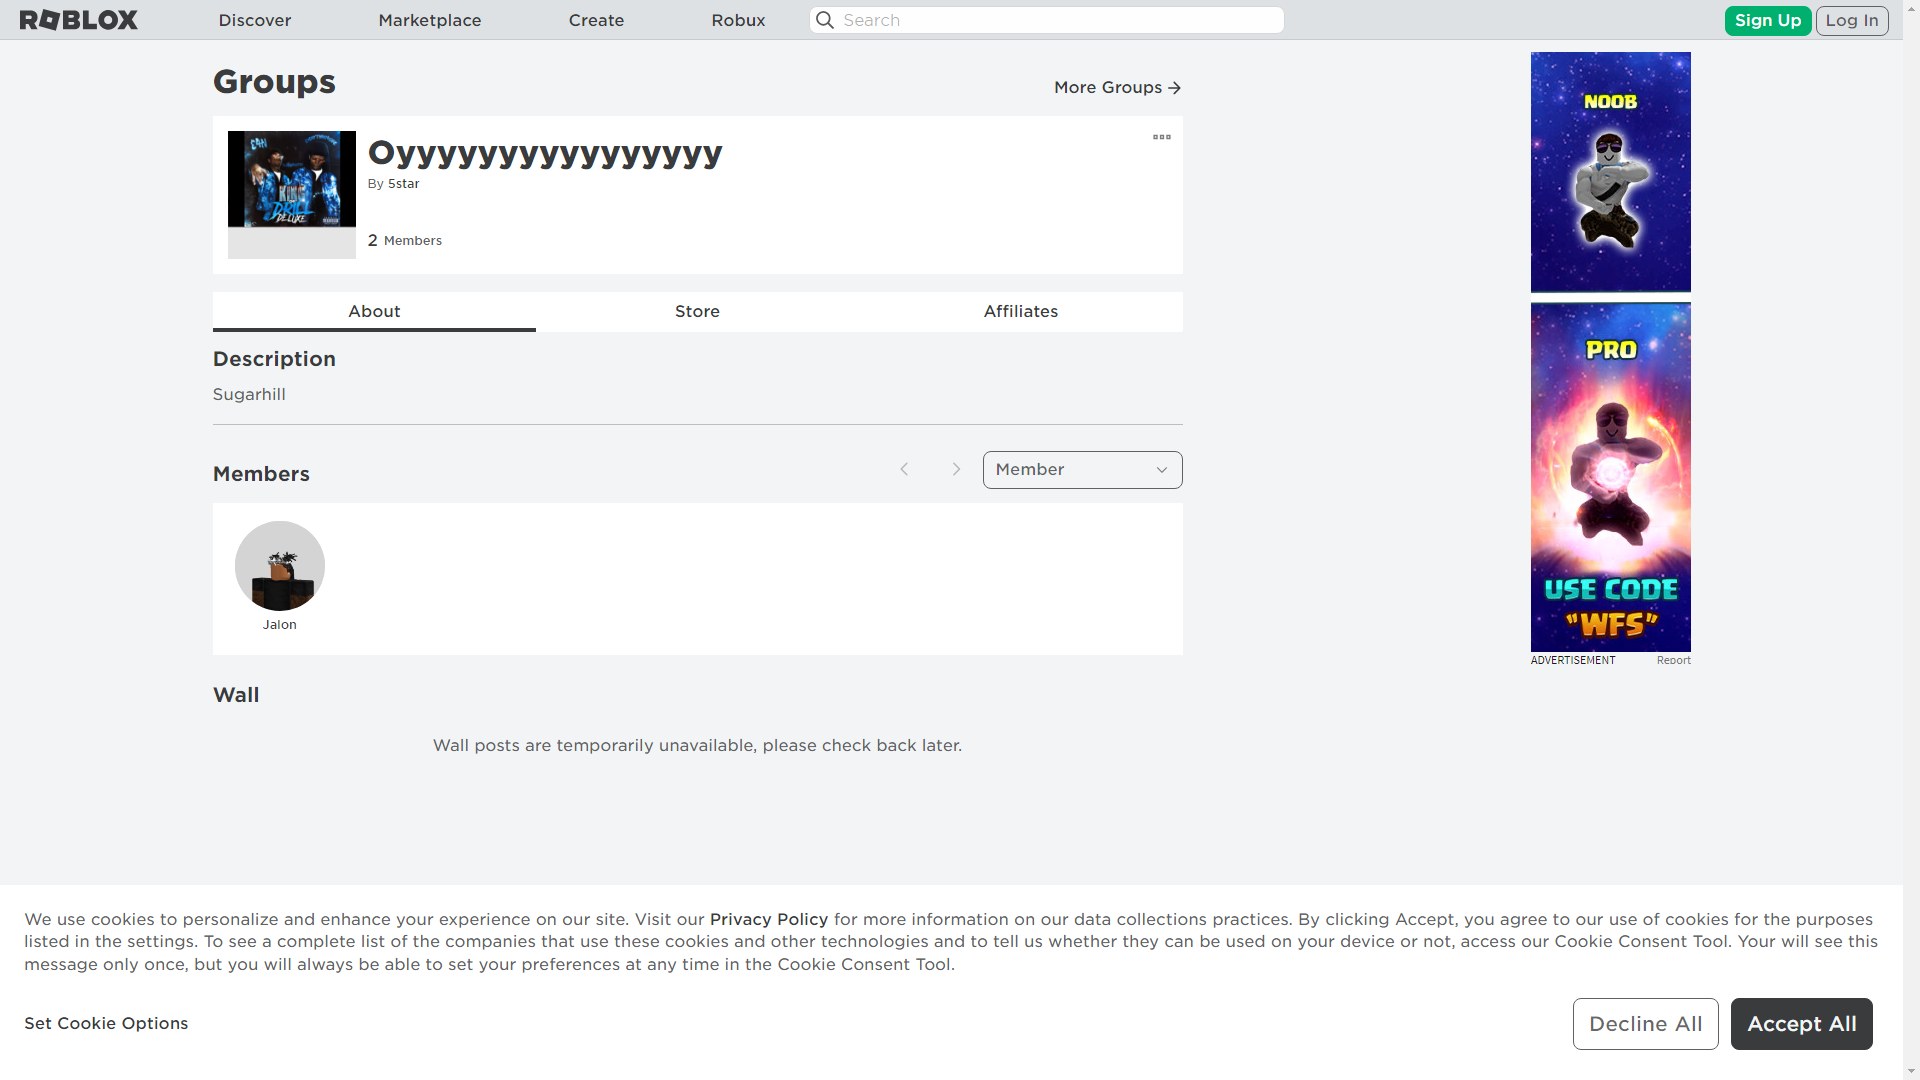 ROBLOX
Discover
Marketplace
Create
Robux
Search
Sign Up
Log In
Groups
More Groups
Oyyyyyyyyyyyyyyyy
By 5star
2 Members
About
Store
Affiliates
Description
Sugarhill
Members
Member
Jalon
Wall
Wall posts are temporarily unavailable, please check back later.
NOOB
PRO
USE CODE
"WFS"
ADVERTISEMENT
Report
We use cookies to personalize and enhance your experience on our site. Visit our Privacy Policy for more information on our data collections practices. By clicking Accept, you agree to our use of cookies for the purposes
listed in the settings. To see a complete list of the companies that use these cookies and other technologies and to tell us whether they can be used on your device or not, access our Cookie Consent Tool. Your will see this
message only once, but you will always be able to set your preferences at any time in the Cookie Consent Tool.
Set Cookie Options
Decline All
Accept All